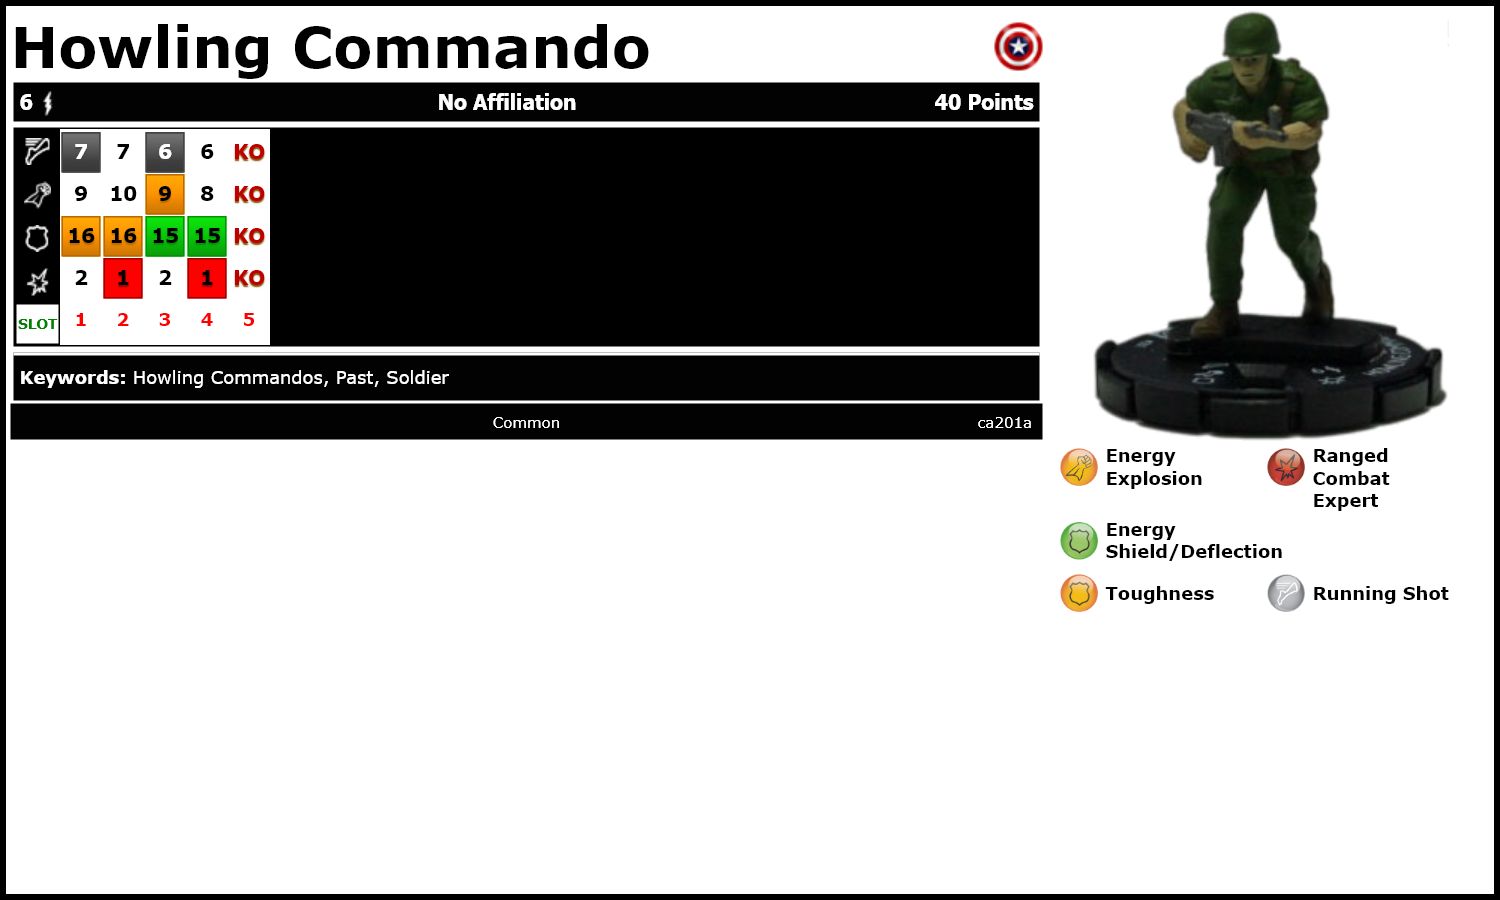 Howling Commando
6 No Affiliation 40 Points
7 7 6 6 KO
9 10 9 8 KO
16 16 15 15 KO
2 1 2 1 KO
SLOT 1 2 3 4 5
Keywords: Howling Commandos, Past, Soldier
Common ca201a
Energy
Explosion
Ranged
Combat
Expert
Energy
Shield/Deflection
Toughness
Running Shot